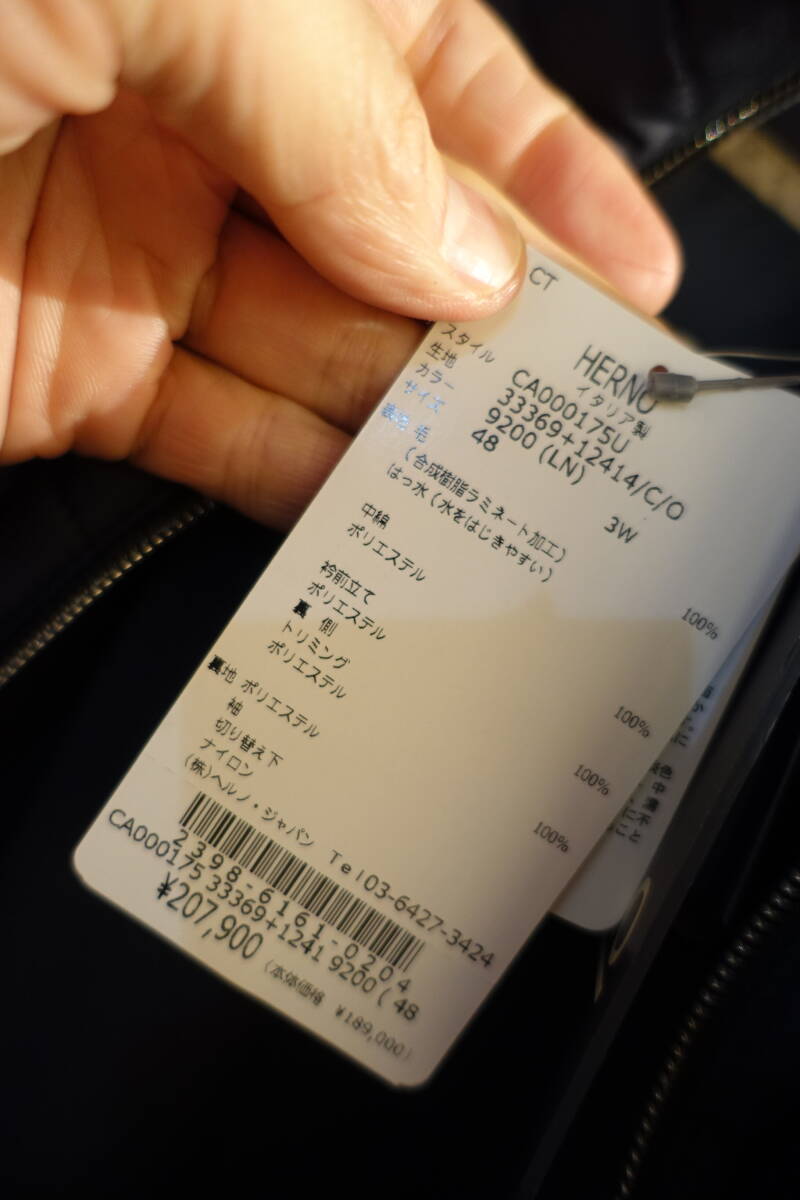 CT
HERNO
イタリア製
スタイル CA000175U
生地 33369+12414/C/O
カラー 9200 (LN)
サイズ 48 3W
表地 毛 100%
(合成樹脂ラミネート加工)
はっ水 (水をはじきやすい)
中綿
ポリエステル 100%
衿前立て
ポリエステル 100%
裏側
トリミング
ポリエステル 100%
裏地 ポリエステル
袖
切り替え下
ナイロン
(株)ヘルノ・ジャパン Tel03-6427-3424
2398-6161-0204
CA000175 33369+1241 9200 ( 48
¥207,900
(本体価格 ¥189,000)